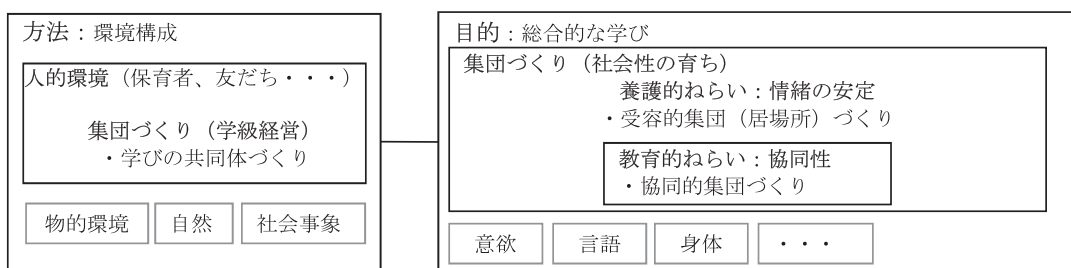 方法：環境構成
人的環境（保育者、友だち・・・）
集団づくり（学級経営）
・学びの共同体づくり
物的環境
自然
社会事象
目的：総合的な学び
集団づくり（社会性の育ち）
養護的ねらい：情緒の安定
・受容的集団（居場所）づくり
教育的ねらい：協同性
・協同的集団づくり
意欲
言語
身体
・・・